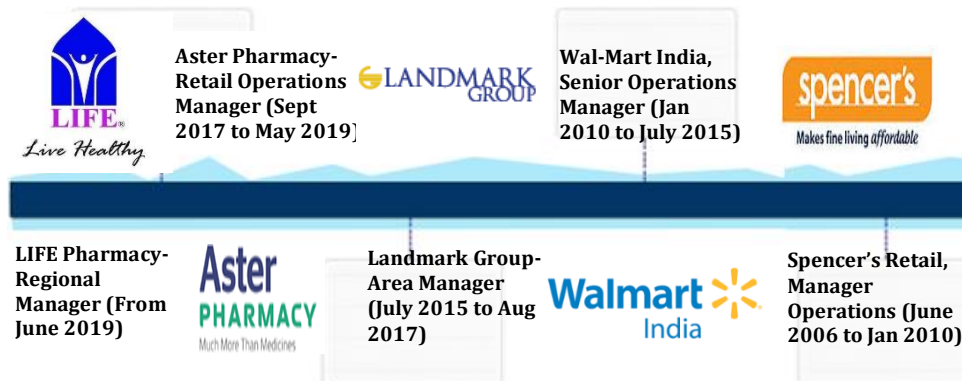 LIFE
Live Healthy
Aster Pharmacy-
Retail Operations
Manager (Sept
2017 to May 2019)
LANDMARK
GROUP
Wal-Mart India,
Senior Operations
Manager (Jan
2010 to July 2015)
spencer's
Makes fine living affordable
LIFE Pharmacy-
Regional
Manager (From
June 2019)
Aster
PHARMACY
Much More Than Medicines
Landmark Group-
Area Manager
(July 2015 to Aug
2017)
Walmart
India
Spencer’s Retail,
Manager
Operations (June
2006 to Jan 2010)